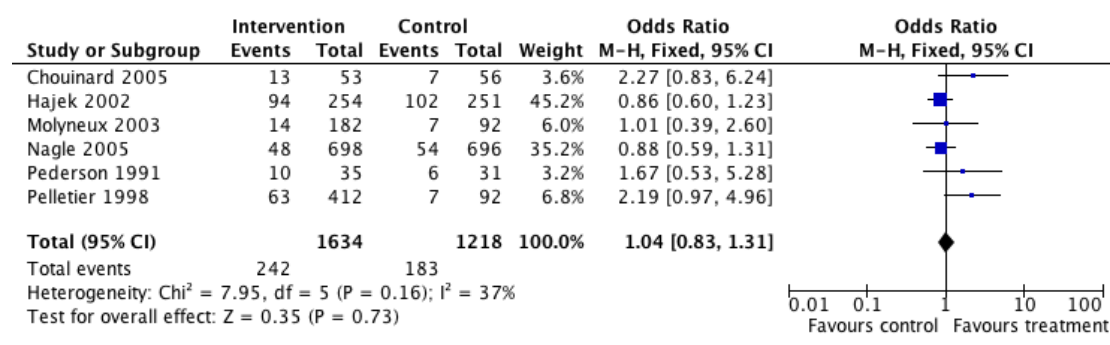 Intervention Control Odds Ratio Odds Ratio
Study or Subgroup Events Total Events Total Weight M-H, Fixed, 95% CI M-H, Fixed, 95% CI
Chouinard 2005 13 53 7 56 3.6% 2.27 [0.83, 6.24]
Hajek 2002 94 254 102 251 45.2% 0.86 [0.60, 1.23]
Molyneux 2003 14 182 7 92 6.0% 1.01 [0.39, 2.60]
Nagle 2005 48 698 54 696 35.2% 0.88 [0.59, 1.31]
Pederson 1991 10 35 6 31 3.2% 1.67 [0.53, 5.28]
Pelletier 1998 63 412 7 92 6.8% 2.19 [0.97, 4.96]
Total (95% CI) 1634 1218 100.0% 1.04 [0.83, 1.31]
Total events 242 183
Heterogeneity: Chi² = 7.95, df = 5 (P = 0.16); I² = 37%
Test for overall effect: Z = 0.35 (P = 0.73)
0.01 0.1 1 10 100
Favours control Favours treatment